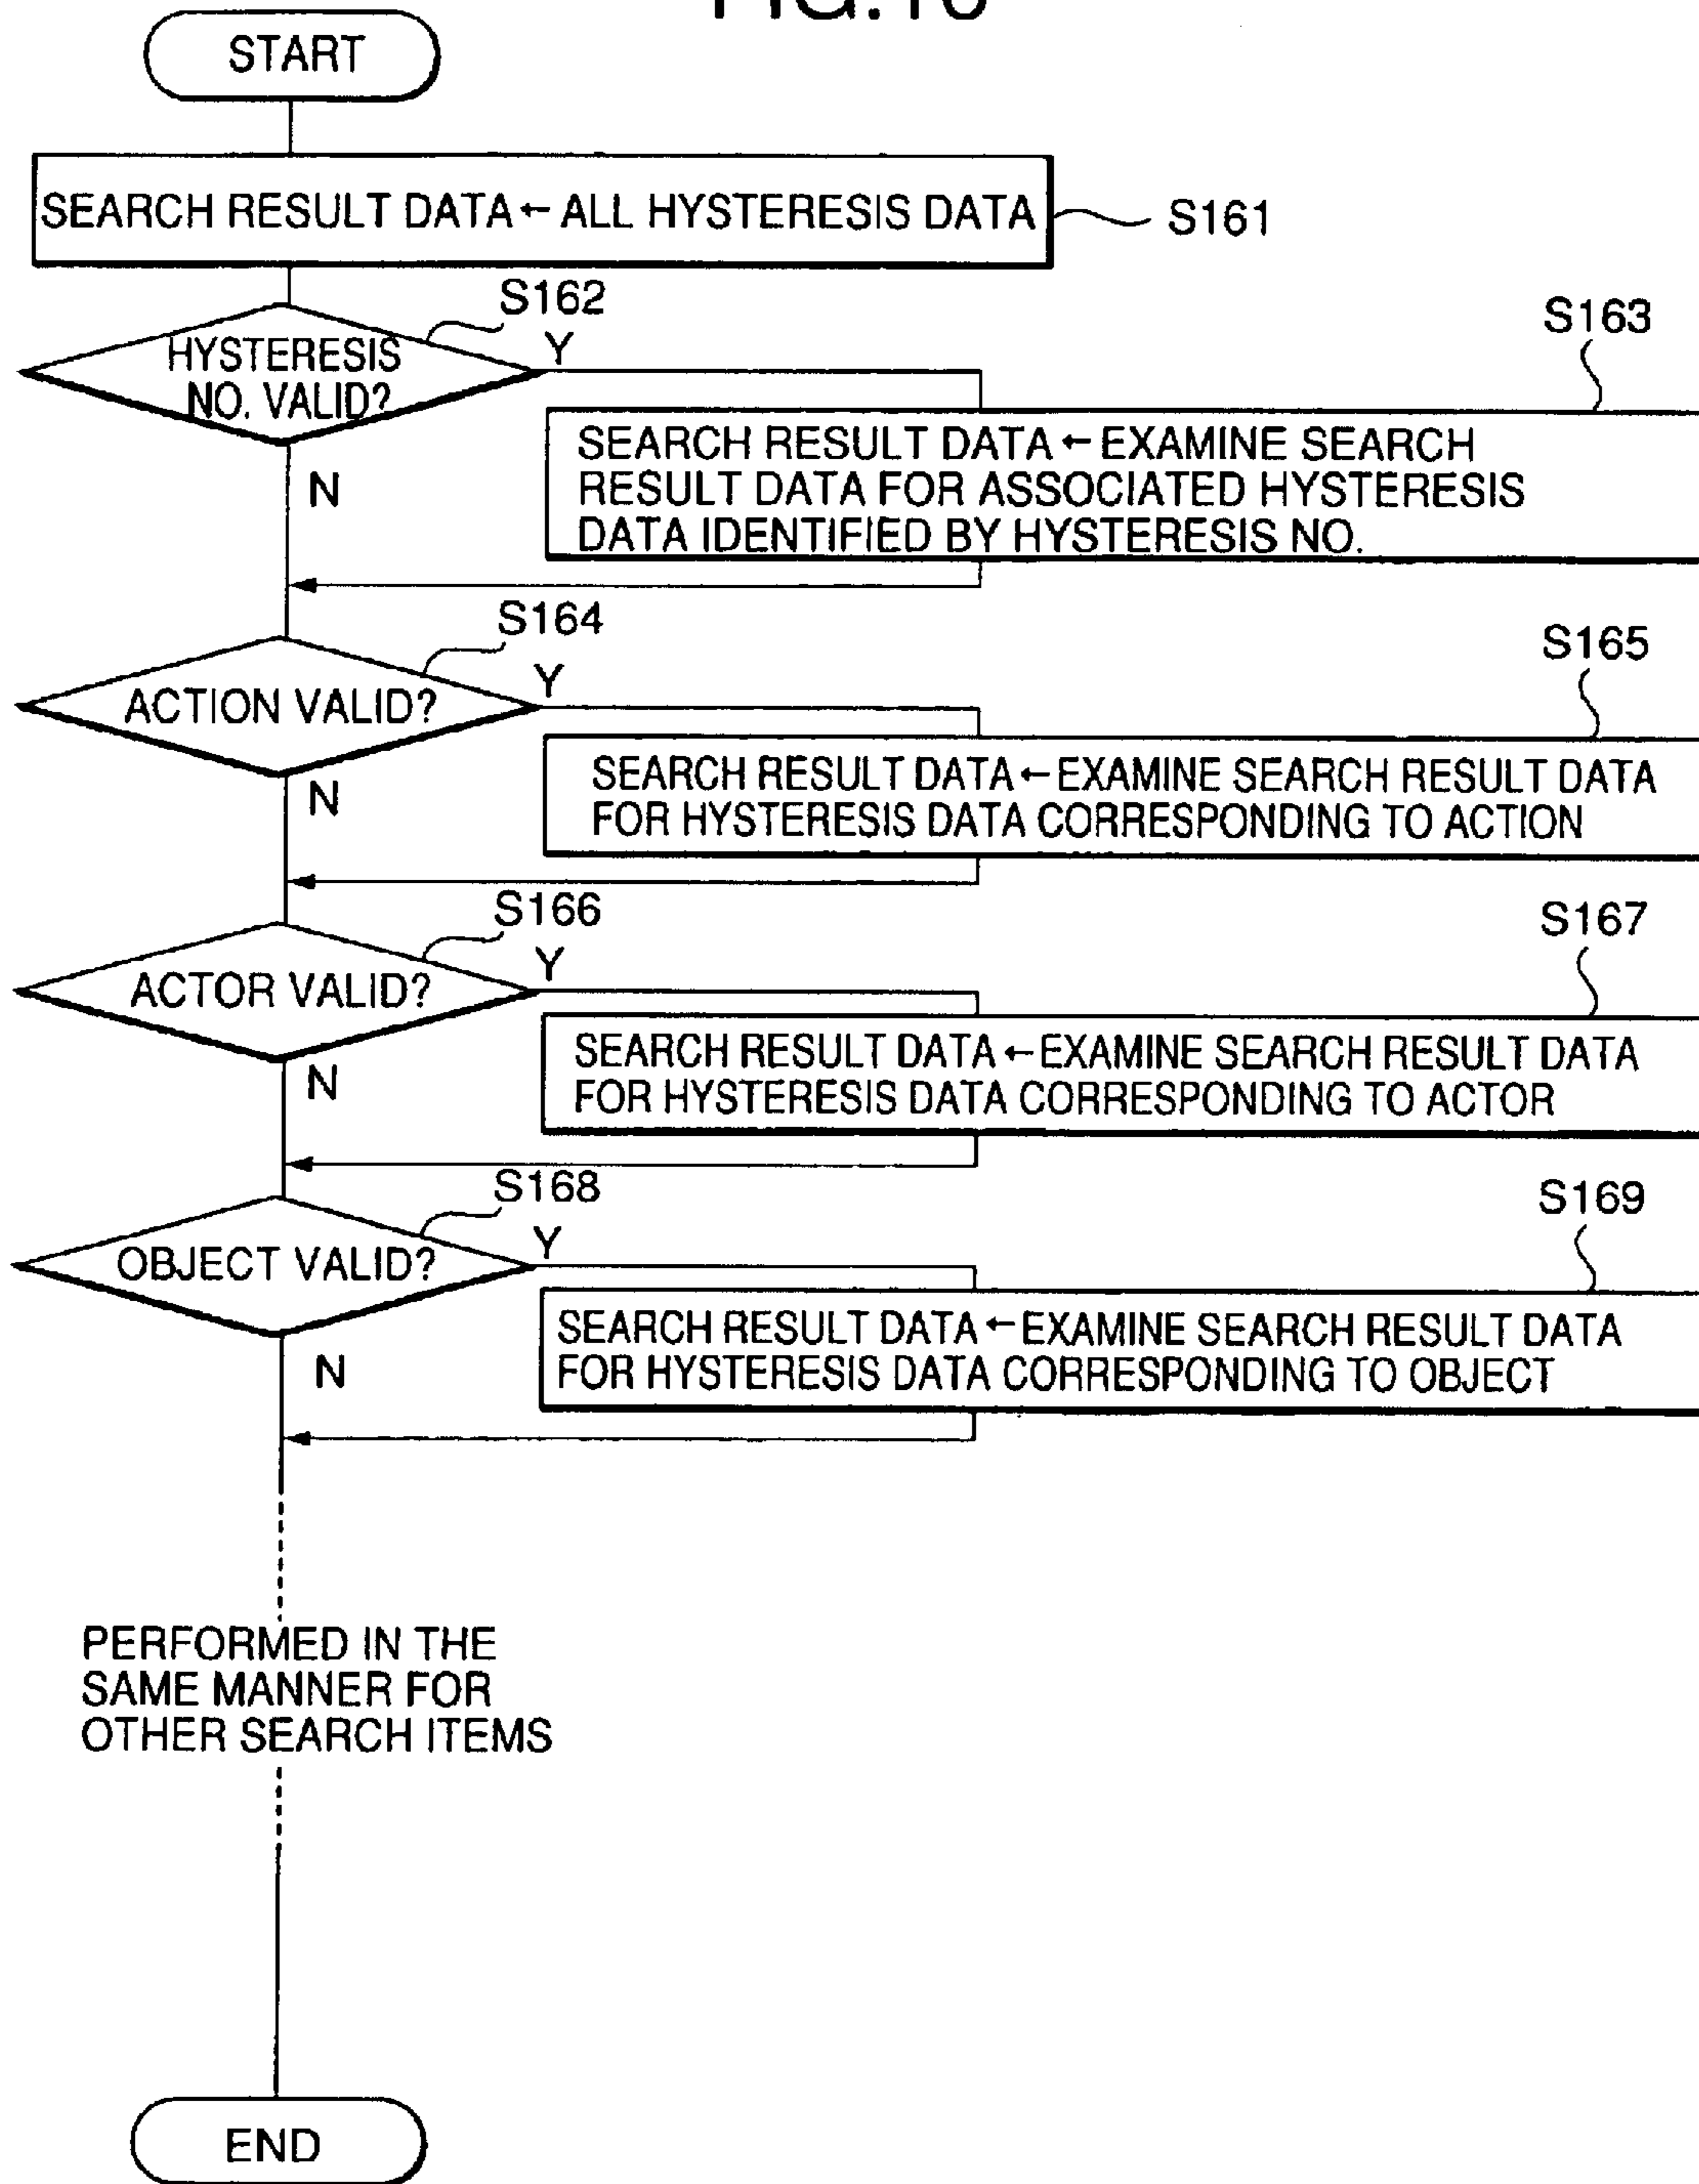 FIG.16
START
SEARCH RESULT DATA ← ALL HYSTERESIS DATA
S161
S162
HYSTERESIS
NO. VALID?
Y
N
S163
SEARCH RESULT DATA ← EXAMINE SEARCH
RESULT DATA FOR ASSOCIATED HYSTERESIS
DATA IDENTIFIED BY HYSTERESIS NO.
S164
ACTION VALID?
Y
N
S165
SEARCH RESULT DATA ← EXAMINE SEARCH RESULT DATA
FOR HYSTERESIS DATA CORRESPONDING TO ACTION
S166
ACTOR VALID?
Y
N
S167
SEARCH RESULT DATA ← EXAMINE SEARCH RESULT DATA
FOR HYSTERESIS DATA CORRESPONDING TO ACTOR
S168
OBJECT VALID?
Y
N
S169
SEARCH RESULT DATA ← EXAMINE SEARCH RESULT DATA
FOR HYSTERESIS DATA CORRESPONDING TO OBJECT
PERFORMED IN THE
SAME MANNER FOR
OTHER SEARCH ITEMS
END